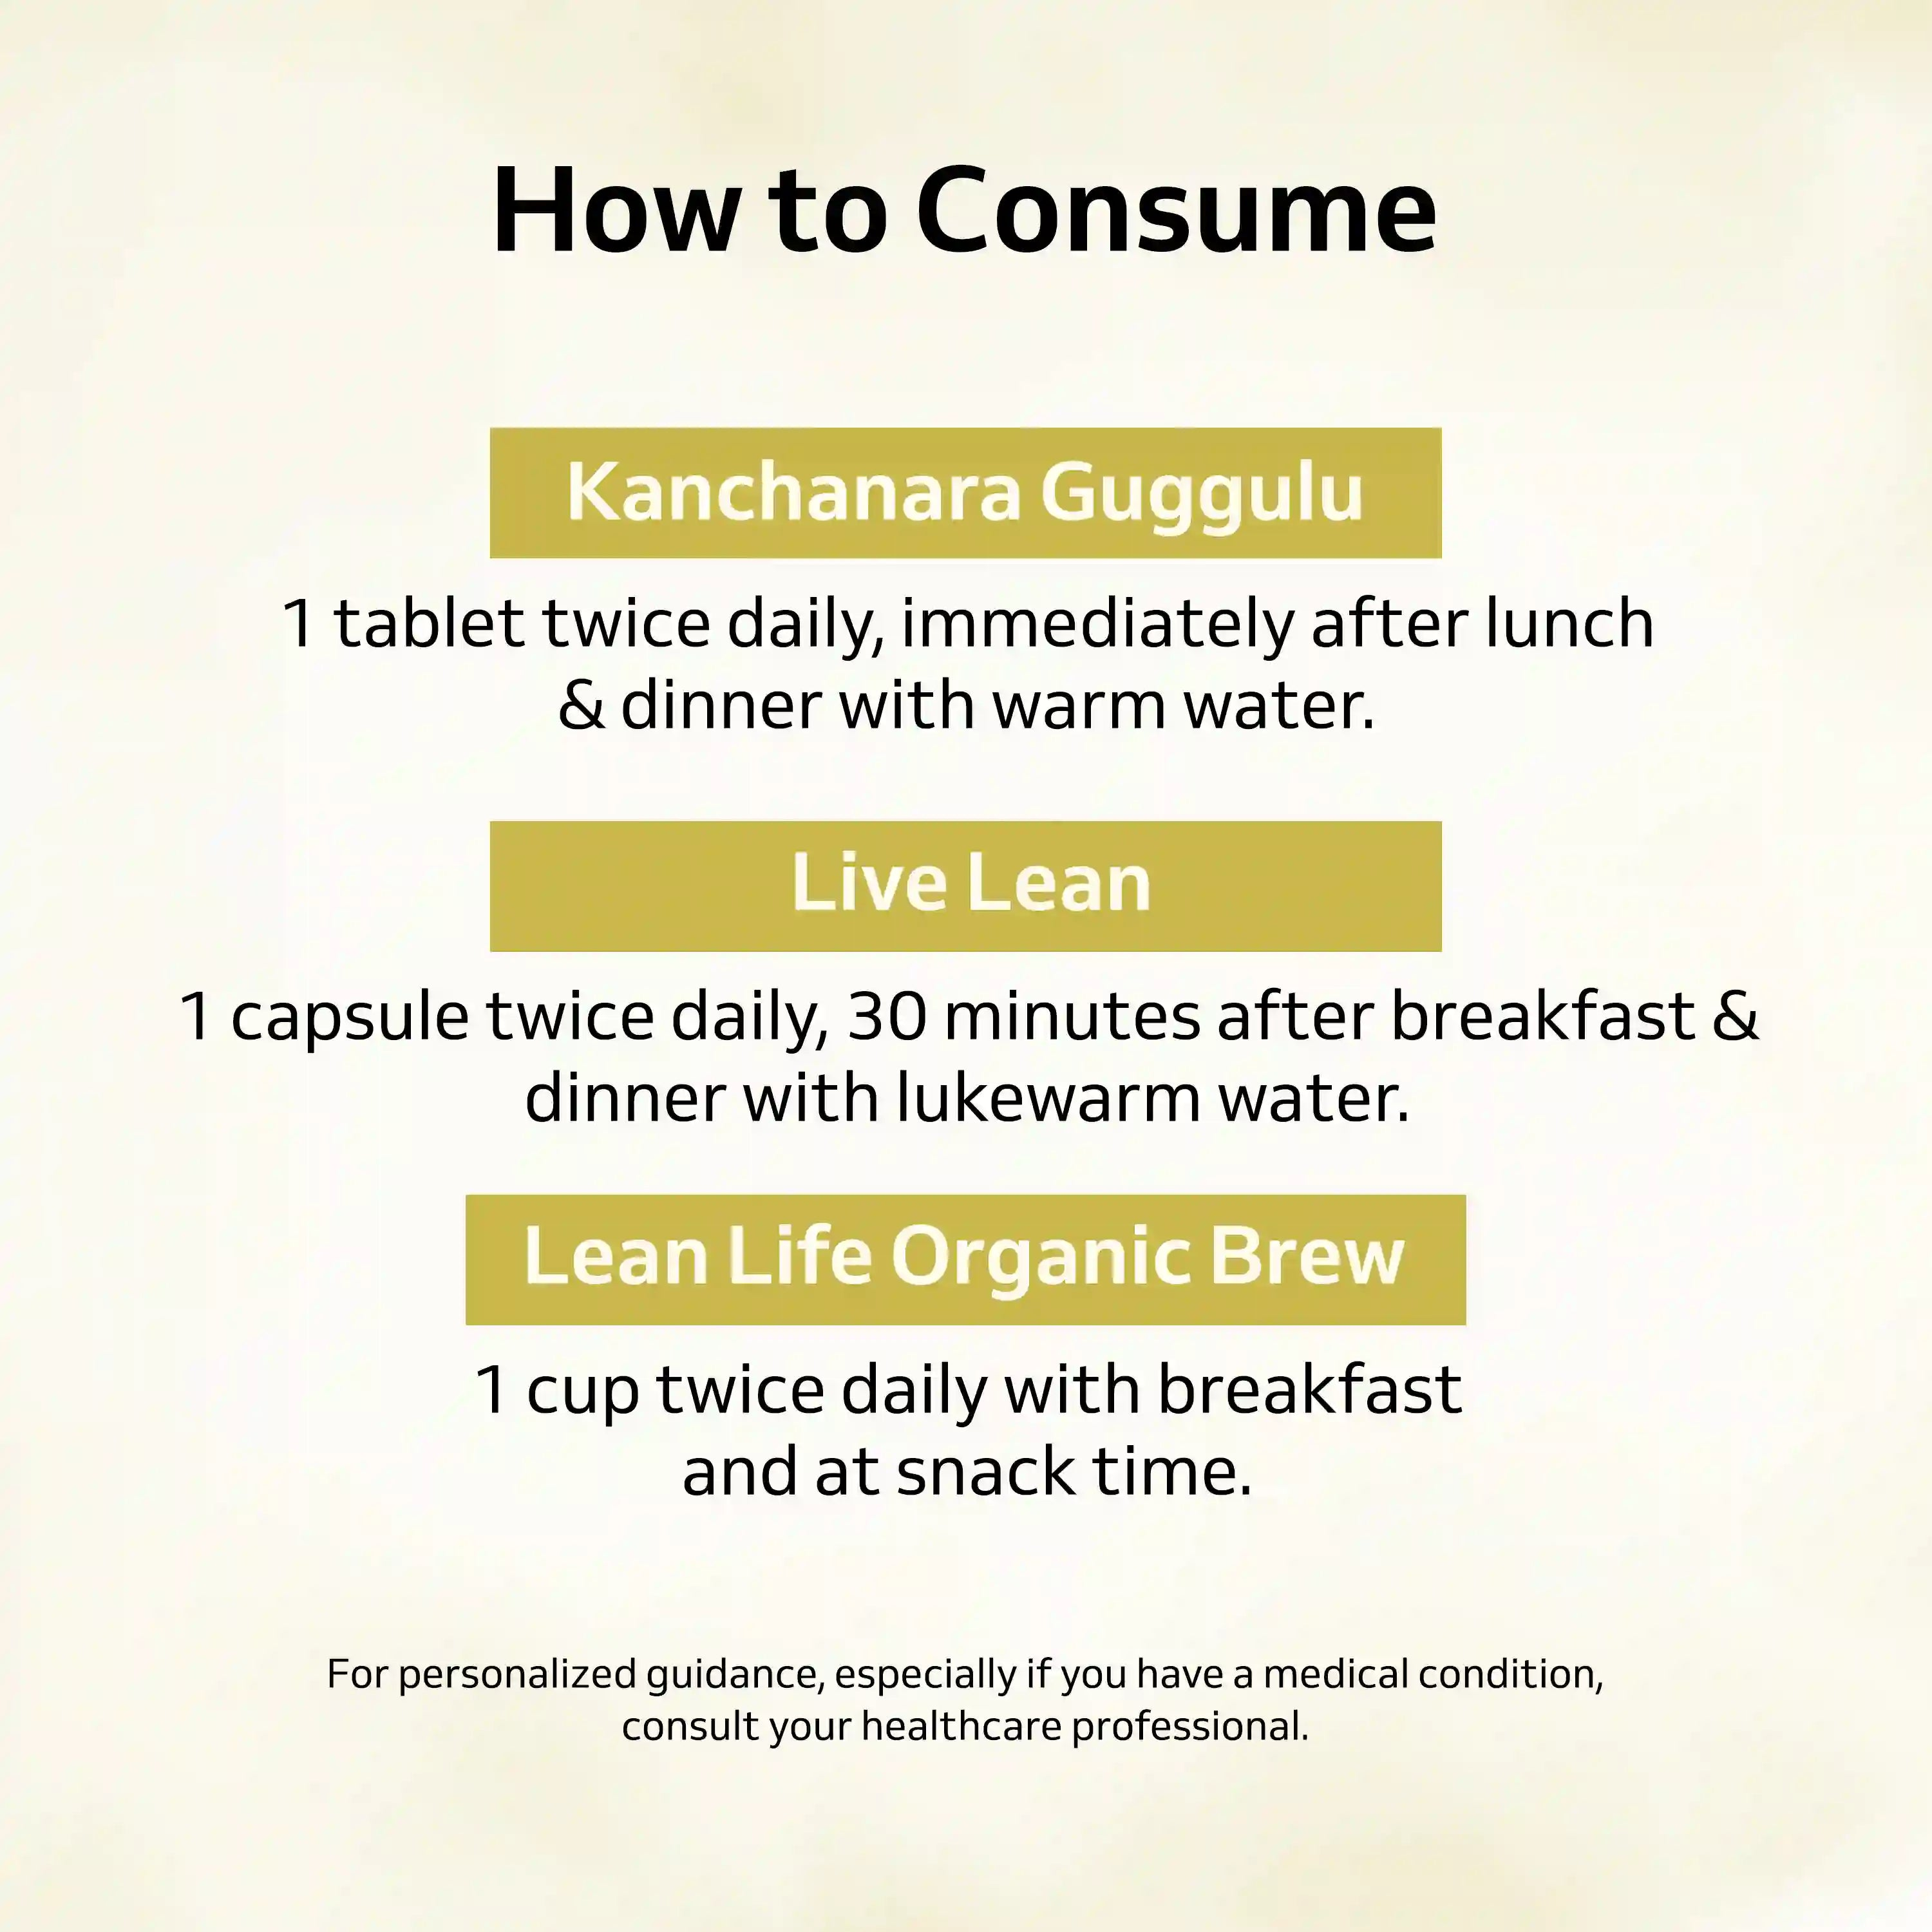 How to Consume
Kanchanara Guggulu
1 tablet twice daily, immediately after lunch
& dinner with warm water.
Live Lean
1 capsule twice daily, 30 minutes after breakfast &
dinner with lukewarm water.
Lean Life Organic Brew
1 cup twice daily with breakfast
and at snack time.
For personalized guidance, especially if you have a medical condition,
consult your healthcare professional.